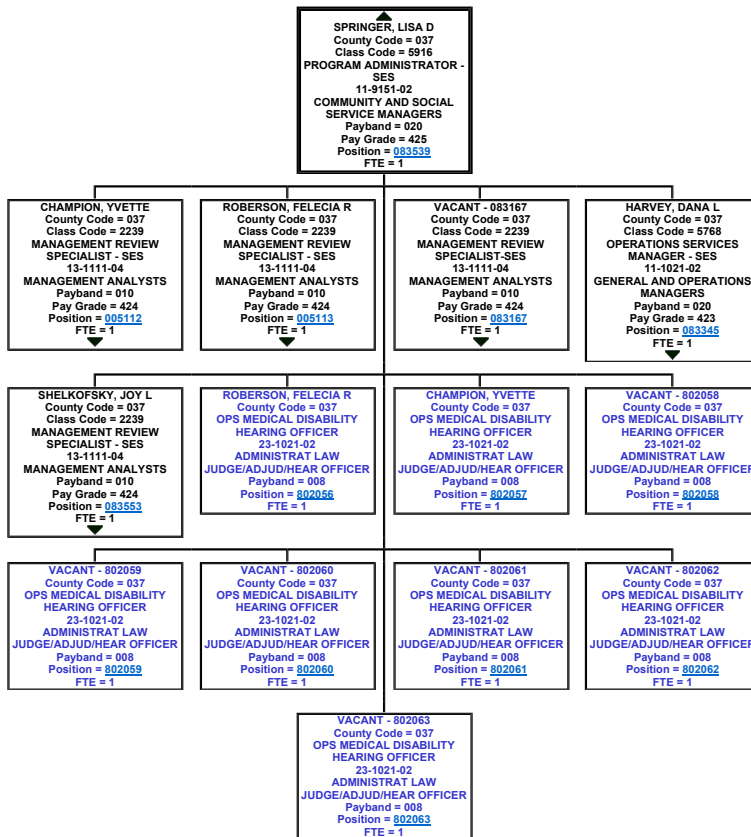 SPRINGER, LISA D
County Code = 037
Class Code = 5916
PROGRAM ADMINISTRATOR -
SES
11-9151-02
COMMUNITY AND SOCIAL
SERVICE MANAGERS
Payband = 020
Pay Grade = 425
Position = 083539
FTE = 1
CHAMPION, YVETTE
County Code = 037
Class Code = 2239
MANAGEMENT REVIEW
SPECIALIST - SES
13-1111-04
MANAGEMENT ANALYSTS
Payband = 010
Pay Grade = 424
Position = 005112
FTE = 1
ROBERSON, FELECIA R
County Code = 037
Class Code = 2239
MANAGEMENT REVIEW
SPECIALIST - SES
13-1111-04
MANAGEMENT ANALYSTS
Payband = 010
Pay Grade = 424
Position = 005113
FTE = 1
VACANT - 083167
County Code = 037
Class Code = 2239
MANAGEMENT REVIEW
SPECIALIST-SES
13-1111-04
MANAGEMENT ANALYSTS
Payband = 010
Pay Grade = 424
Position = 083167
FTE = 1
HARVEY, DANA L
County Code = 037
Class Code = 5768
OPERATIONS SERVICES
MANAGER - SES
11-1021-02
GENERAL AND OPERATIONS
MANAGERS
Payband = 020
Pay Grade = 423
Position = 083345
FTE = 1
SHELKOFSKY, JOY L
County Code = 037
Class Code = 2239
MANAGEMENT REVIEW
SPECIALIST - SES
13-1111-04
MANAGEMENT ANALYSTS
Payband = 010
Pay Grade = 424
Position = 083553
FTE = 1
ROBERSON, FELECIA R
County Code = 037
OPS MEDICAL DISABILITY
HEARING OFFICER
23-1021-02
ADMINISTRAT LAW
JUDGE/ADJUD/HEAR OFFICER
Payband = 008
Position = 802056
FTE = 1
CHAMPION, YVETTE
County Code = 037
OPS MEDICAL DISABILITY
HEARING OFFICER
23-1021-02
ADMINISTRAT LAW
JUDGE/ADJUD/HEAR OFFICER
Payband = 008
Position = 802057
FTE = 1
VACANT - 802058
County Code = 037
OPS MEDICAL DISABILITY
HEARING OFFICER
23-1021-02
ADMINISTRAT LAW
JUDGE/ADJUD/HEAR OFFICER
Payband = 008
Position = 802058
FTE = 1
VACANT - 802059
County Code = 037
OPS MEDICAL DISABILITY
HEARING OFFICER
23-1021-02
ADMINISTRAT LAW
JUDGE/ADJUD/HEAR OFFICER
Payband = 008
Position = 802059
FTE = 1
VACANT - 802060
County Code = 037
OPS MEDICAL DISABILITY
HEARING OFFICER
23-1021-02
ADMINISTRAT LAW
JUDGE/ADJUD/HEAR OFFICER
Payband = 008
Position = 802060
FTE = 1
VACANT - 802061
County Code = 037
OPS MEDICAL DISABILITY
HEARING OFFICER
23-1021-02
ADMINISTRAT LAW
JUDGE/ADJUD/HEAR OFFICER
Payband = 008
Position = 802061
FTE = 1
VACANT - 802062
County Code = 037
OPS MEDICAL DISABILITY
HEARING OFFICER
23-1021-02
ADMINISTRAT LAW
JUDGE/ADJUD/HEAR OFFICER
Payband = 008
Position = 802062
FTE = 1
VACANT - 802063
County Code = 037
OPS MEDICAL DISABILITY
HEARING OFFICER
23-1021-02
ADMINISTRAT LAW
JUDGE/ADJUD/HEAR OFFICER
Payband = 008
Position = 802063
FTE = 1